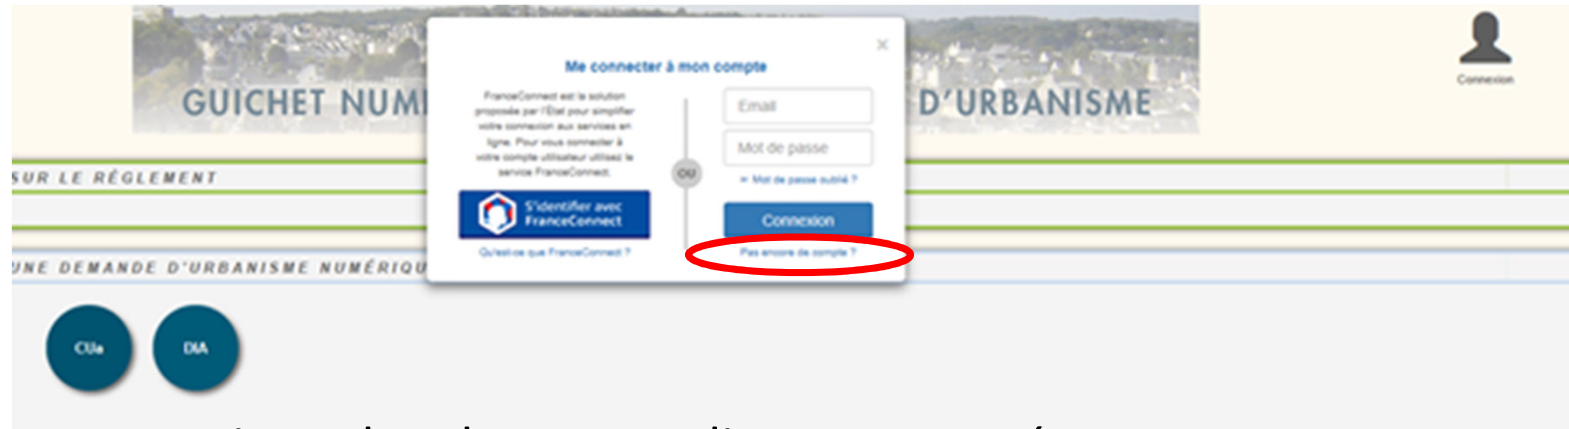 Me connecter à mon compte
FranceConnect est la solution
proposée par l'État pour simplifier
votre connexion aux services en
ligne. Pour vous connecter à
votre compte utilisateur utilisez le
service FranceConnect.
S'identifier avec
FranceConnect
Qu'est-ce que FranceConnect ?
OU
Email
Mot de passe
Mot de passe oublié ?
Connexion
Pas encore de compte ?
GUICHET NUM
D'URBANISME
Connexion
SUR LE RÈGLEMENT
UNE DEMANDE D'URBANISME NUMÉRIQU
CUa
DIA